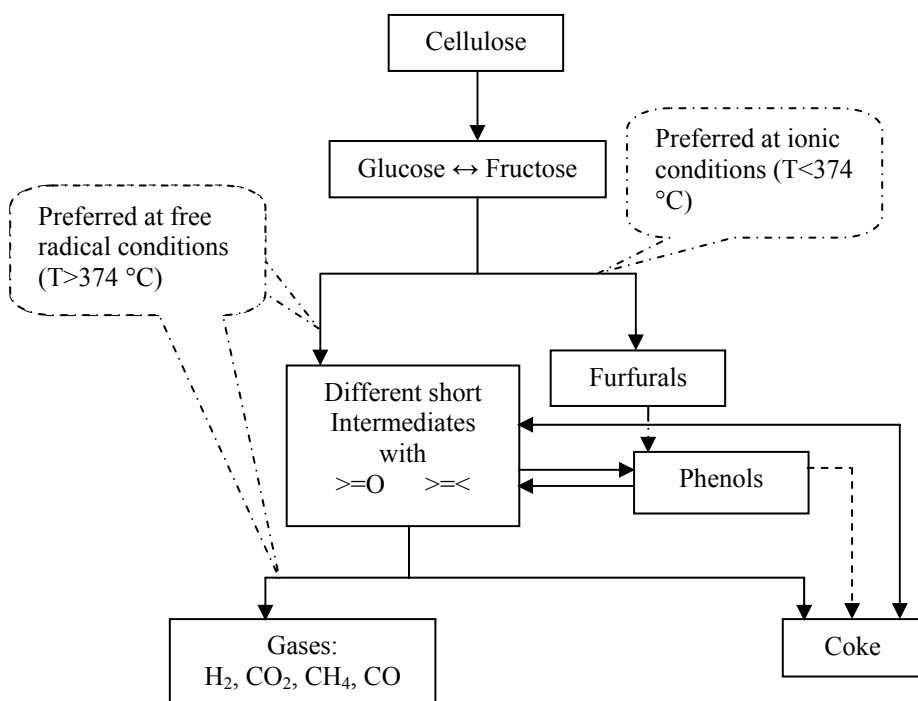 Cellulose
Glucose ↔ Fructose
Preferred at ionic
conditions (T<374
°C)
Preferred at free
radical conditions
(T>374 °C)
Different short
Intermediates
with
>=O >=<
Furfurals
Phenols
Gases:
H₂, CO₂, CH₄, CO
Coke